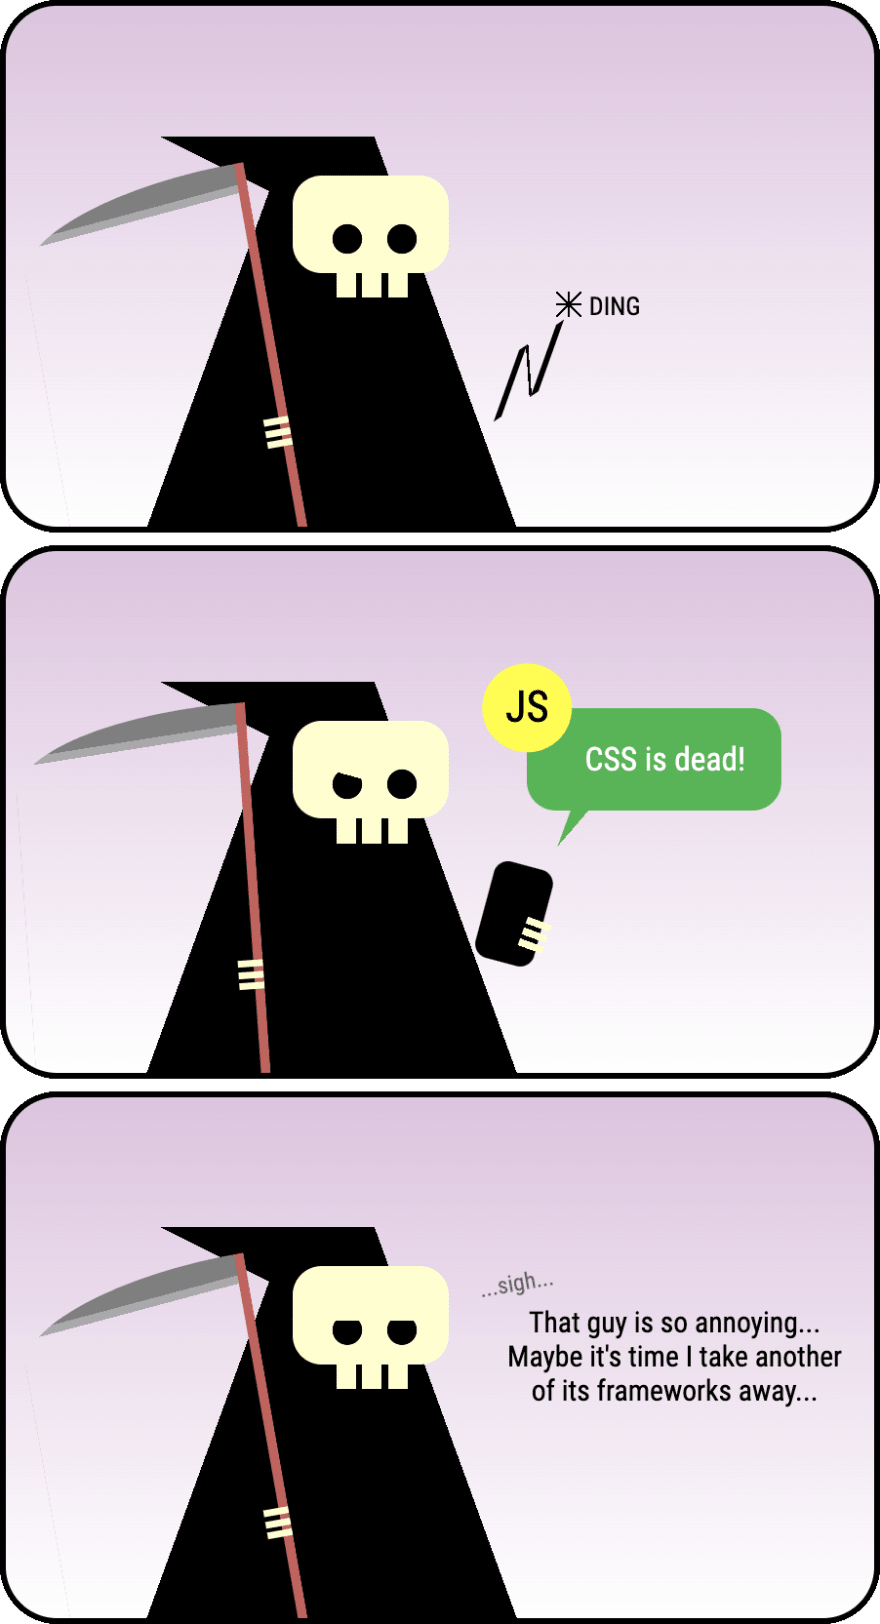 DING
JS
CSS is dead!
...sigh...
That guy is so annoying...
Maybe it's time I take another
of its frameworks away...